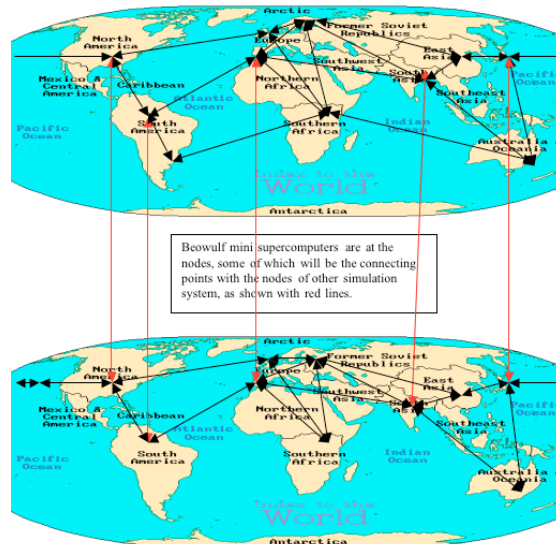 Arctic
North
America
Europe
Former Soviet
Republics
East
Asia
Mexico &
Central
America
Caribbean
Northern
Africa
Southwest
Asia
South
Asia
Pacific
Ocean
Atlantic
Ocean
Southeast
Asia
Pacific
Ocean
South
America
Southern
Africa
Indian
Ocean
Australia &
Oceania
Index to the
World
Antarctica
Beowulf mini supercomputers are at the
nodes, some of which will be the connecting
points with the nodes of other simulation
system, as shown with red lines.
Arctic
North
America
Europe
Former Soviet
Republics
East
Asia
Mexico &
Central
America
Caribbean
Northern
Africa
Southwest
Asia
South
Asia
Pacific
Ocean
Atlantic
Ocean
Southeast
Asia
Pacific
Ocean
South
America
Southern
Africa
Indian
Ocean
Australia &
Oceania
Index to the
World
Antarctica